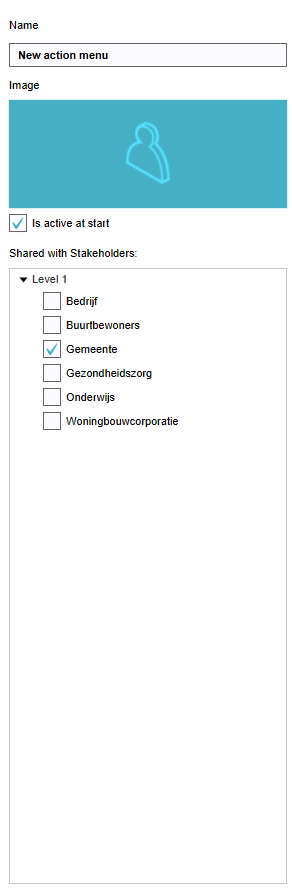 Name
New action menu
Image
Is active at start
Shared with Stakeholders:
Level 1
Bedrijf
Buurtbewoners
Gemeente
Gezondheidszorg
Onderwijs
Woningbouwcorporatie